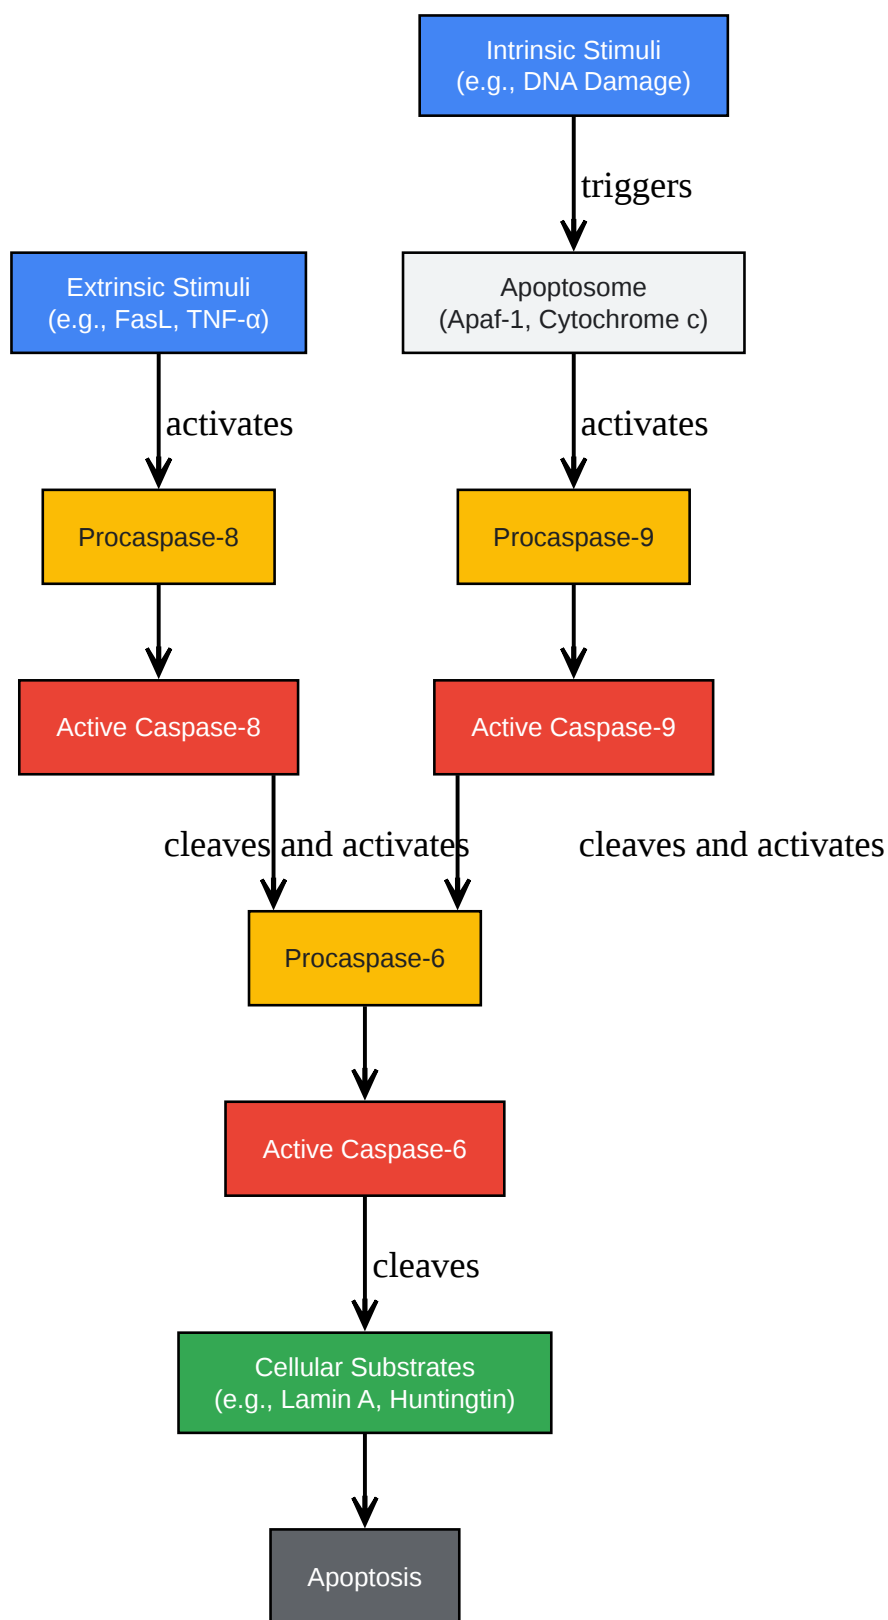 Intrinsic Stimuli
(e.g., DNA Damage)
triggers
Extrinsic Stimuli
(e.g., FasL, TNF-α)
Apoptosome
(Apaf-1, Cytochrome c)
activates
activates
Procaspase-8
Procaspase-9
Active Caspase-8
Active Caspase-9
cleaves and activates
cleaves and activates
Procaspase-6
Active Caspase-6
cleaves
Cellular Substrates
(e.g., Lamin A, Huntingtin)
Apoptosis